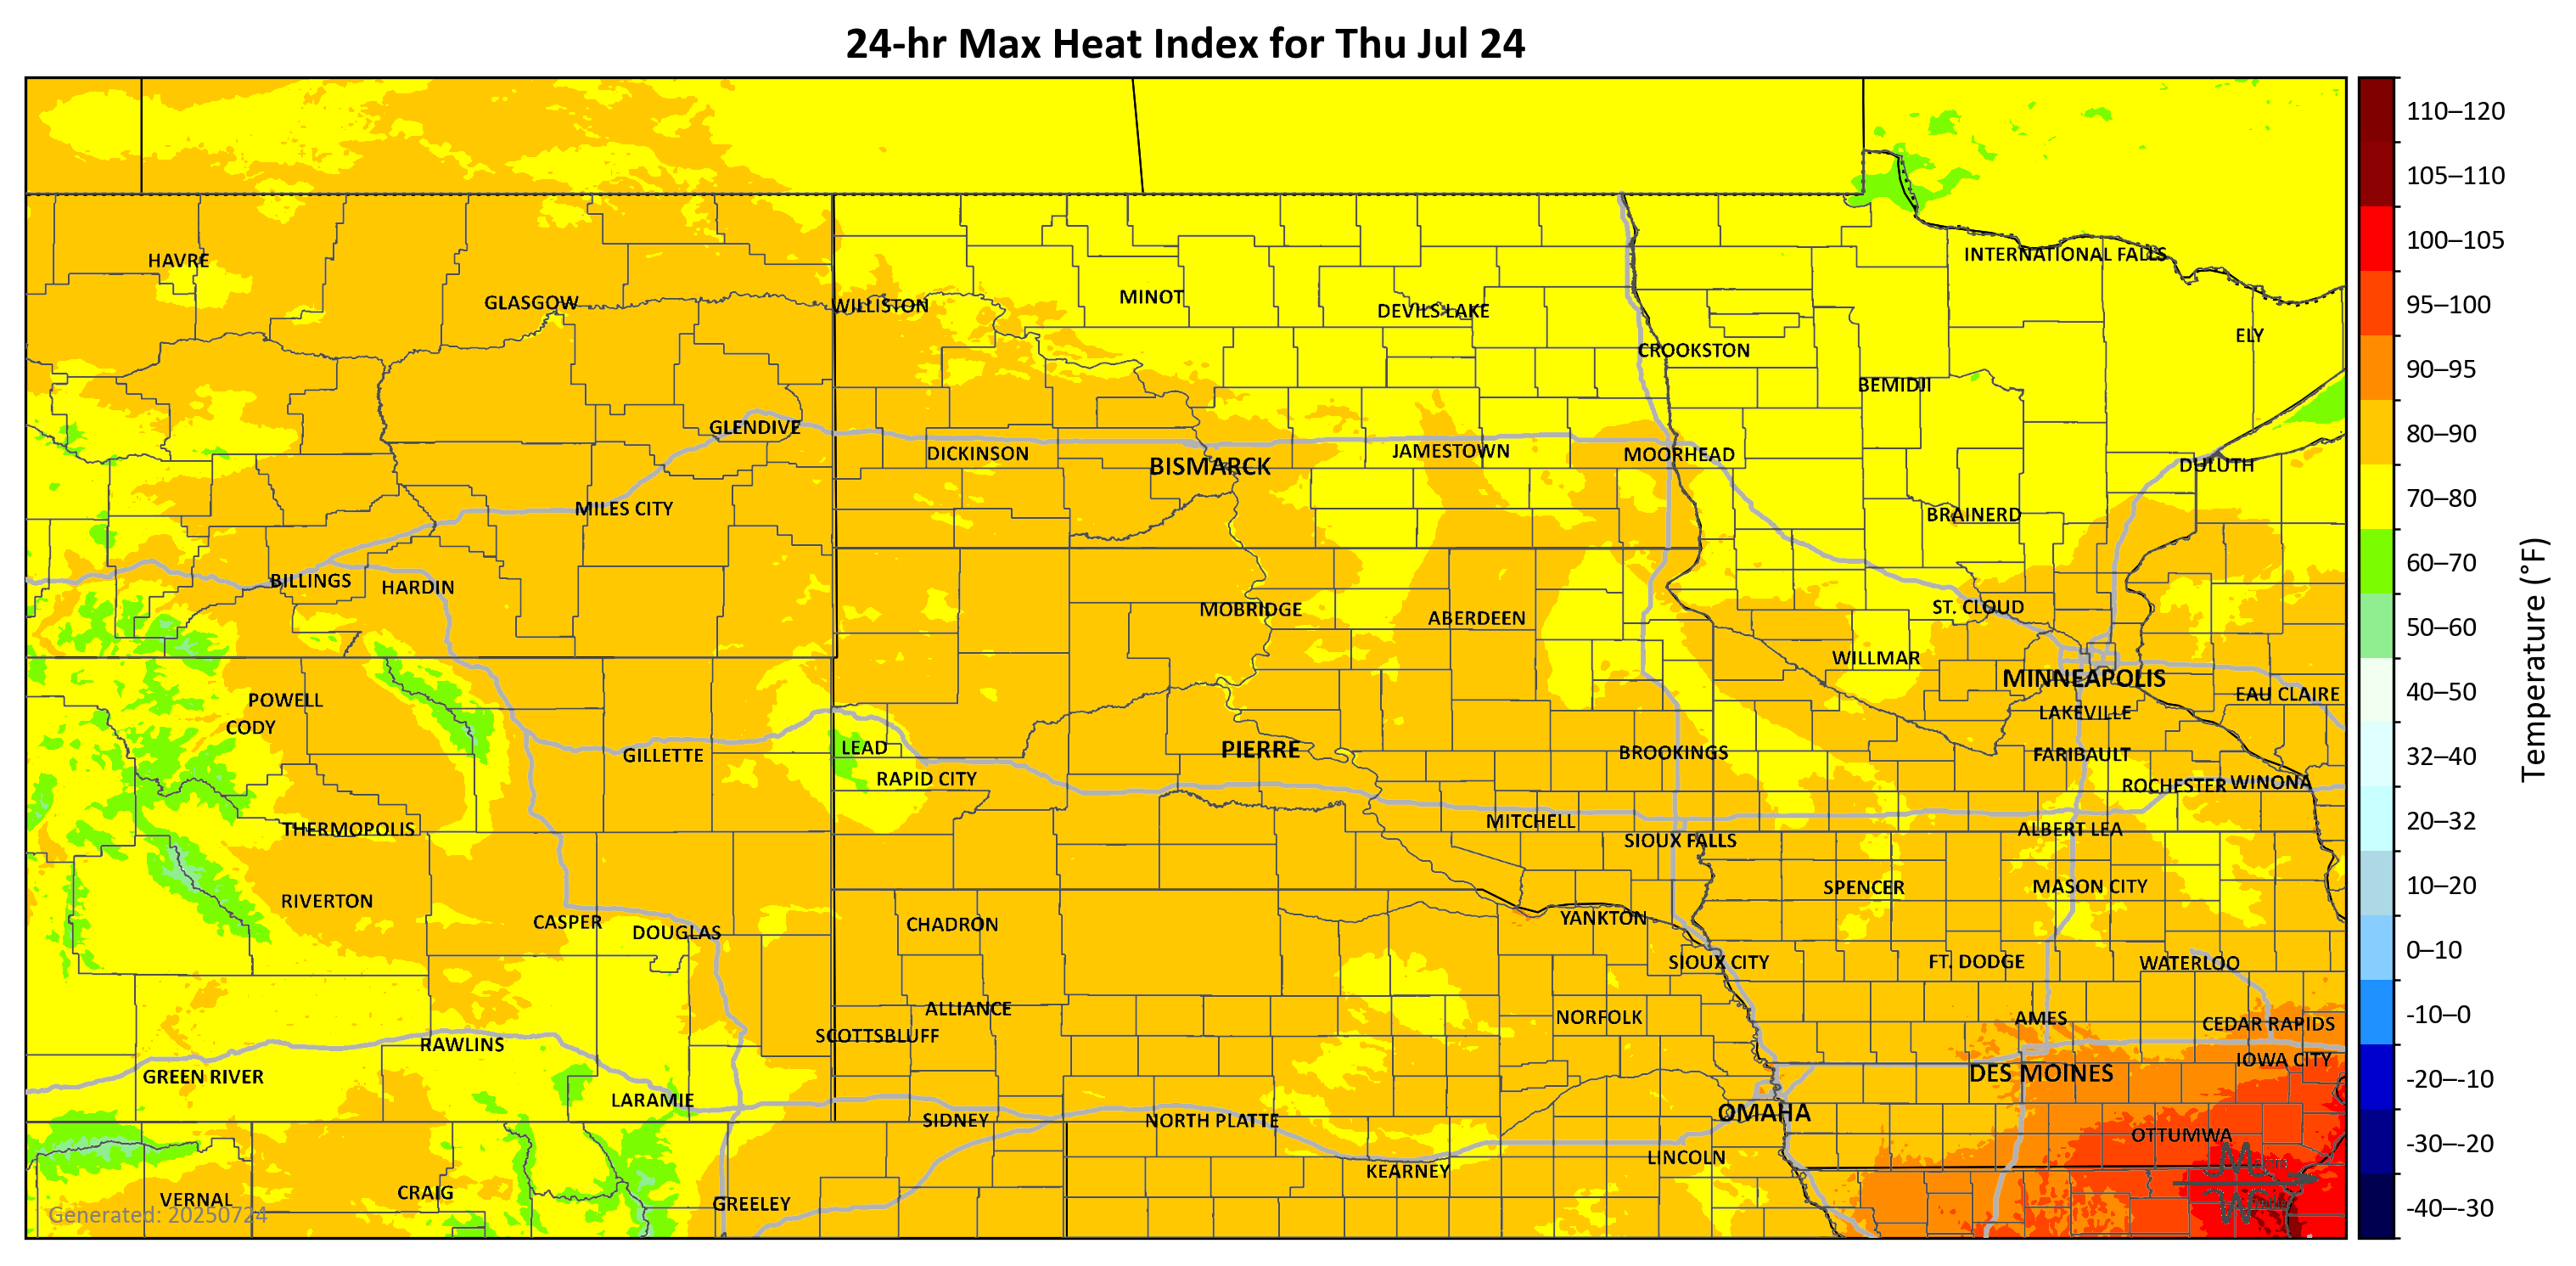 24-hr Max Heat Index for Thu Jul 24
110–120
105–110
100–105
95–100
90–95
80–90
70–80
60–70
50–60
40–50
32–40
20–32
10–20
0–10
-10–0
-20–-10
-30–-20
-40–-30
Temperature (°F)
HAVRE
INTERNATIONAL FALLS
GLASGOW
WILLISTON
MINOT
DEVILS LAKE
ELY
CROOKSTON
BEMIDJI
GLENDIVE
DICKINSON
BISMARCK
JAMESTOWN
MOORHEAD
DULUTH
MILES CITY
BRAINERD
BILLINGS
HARDIN
MOBRIDGE
ABERDEEN
ST. CLOUD
WILLMAR
MINNEAPOLIS
POWELL
EAU CLAIRE
CODY
LAKEVILLE
GILLETTE
LEAD
PIERRE
BROOKINGS
FARIBAULT
RAPID CITY
ROCHESTER
WINONA
THERMOPOLIS
MITCHELL
ALBERT LEA
SIOUX FALLS
RIVERTON
SPENCER
MASON CITY
CASPER
DOUGLAS
CHADRON
YANKTON
SIOUX CITY
FT. DODGE
WATERLOO
ALLIANCE
NORFOLK
AMES
CEDAR RAPIDS
SCOTTSBLUFF
RAWLINS
IOWA CITY
GREEN RIVER
DES MOINES
LARAMIE
OMAHA
SIDNEY
NORTH PLATTE
OTTUMWA
KEARNEY
LINCOLN
VERNAL
CRAIG
GREELEY
Generated: 20250724